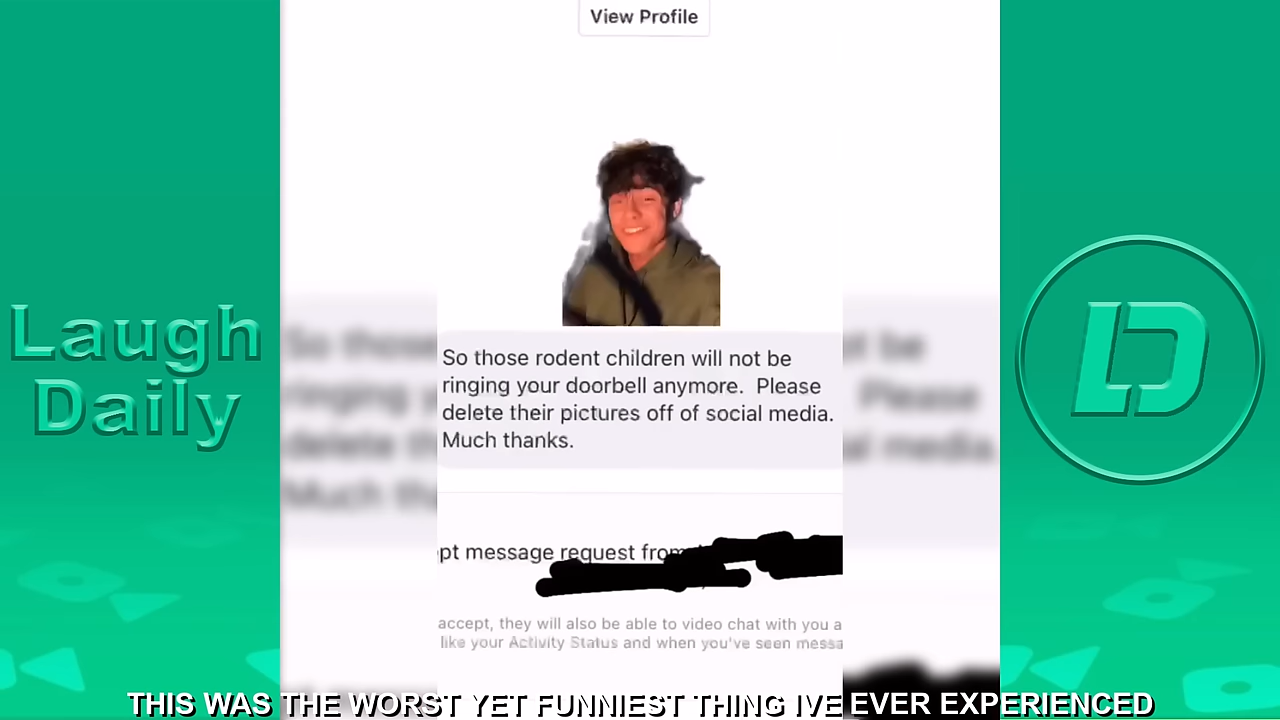 View Profile
Laugh
Daily
So those rodent children will not be
ringing your doorbell anymore.  Please
delete their pictures off of social media.
Much thanks.
pt message request from
accept, they will also be able to video chat with you a
like your Activity Status and when you've seen messa
THIS WAS THE WORST YET FUNNIEST THING IVE EVER EXPERIENCED